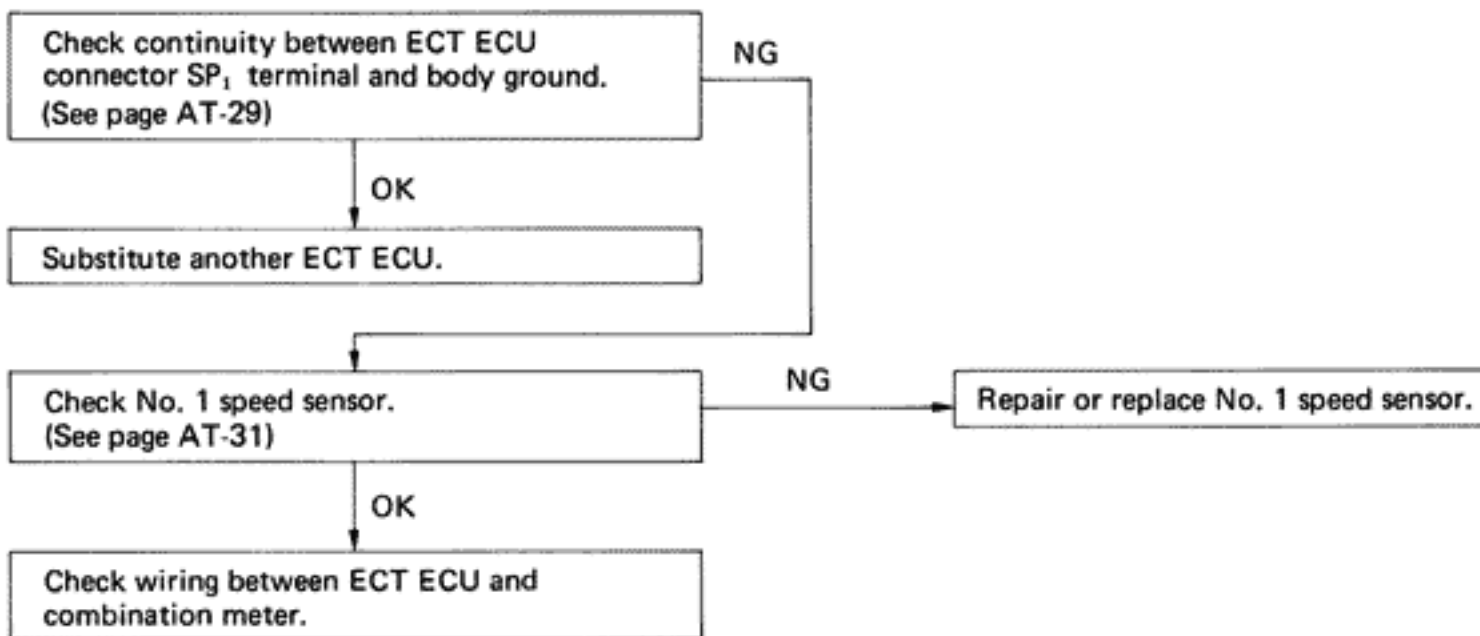 Check continuity between ECT ECU
connector SP₁ terminal and body ground.
(See page AT-29)
NG
OK
Substitute another ECT ECU.
Check No. 1 speed sensor.
(See page AT-31)
NG
Repair or replace No. 1 speed sensor.
OK
Check wiring between ECT ECU and
combination meter.